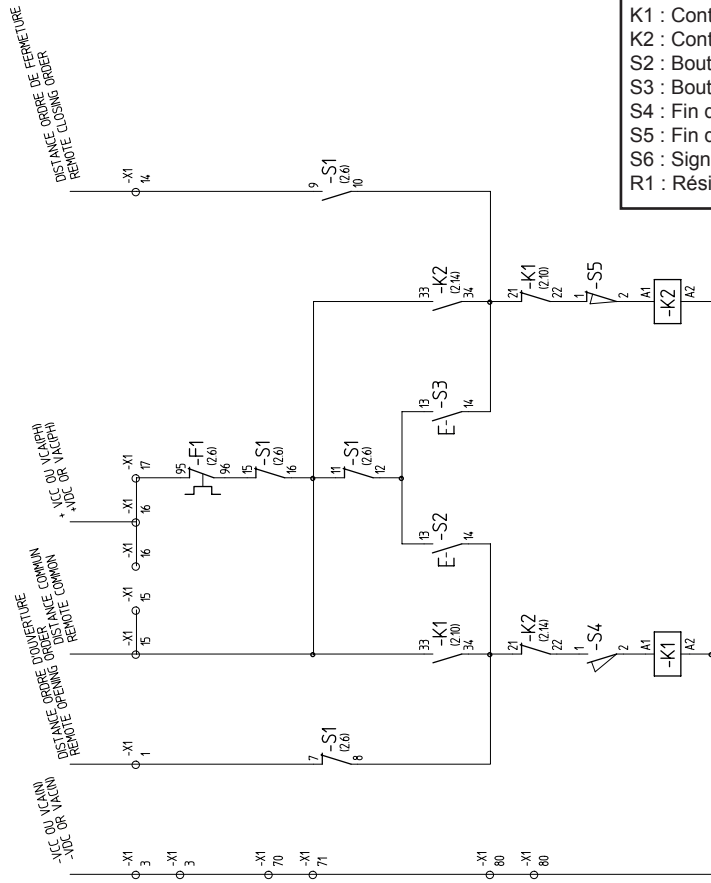 DISTANCE ORDRE DE FERMETURE
REMOTE CLOSING ORDER
+ VCC OU VCA(PH)
+VDC OR VAC(PH)
DISTANCE COMMUN
REMOTE COMMON
DISTANCE ORDRE D'OUVERTURE
REMOTE OPENING ORDER
-VCC OU VCA(N)
-VDC OR VAC(N)
K1 : Cont
K2 : Cont
S2 : Bout
S3 : Bout
S4 : Fin
S5 : Fin
S6 : Sign
R1 : Rési
-X1
14
9
-S1
(2.6)
10
-X1
17
-X1
16
-X1
16
-X1
15
-X1
15
-X1
1
-X1
3
-X1
3
-X1
70
-X1
71
-X1
80
-X1
80
95
-F1
(2.6)
96
15
-S1
(2.6)
16
11
-S1
(2.6)
12
7
-S1
(2.6)
8
33
-K1
(2.10)
34
13
-S2
E-
14
13
-S3
E-
14
33
-K2
(2.14)
34
21
-K2
(2.14)
22
1
-S4
2
A1
-K1
A2
21
-K1
(2.10)
22
1
-S5
2
A1
-K2
A2